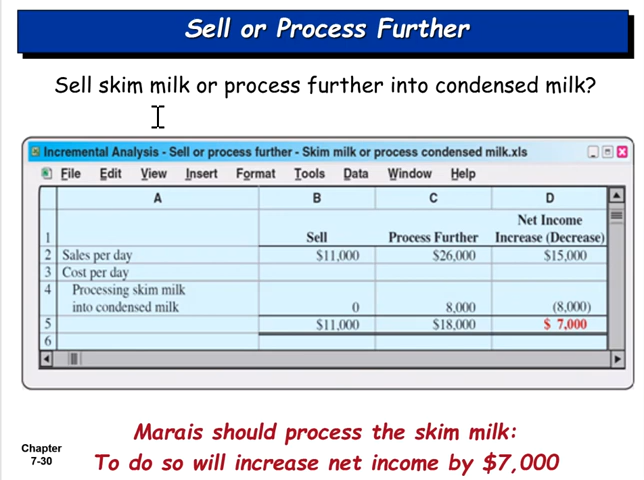 Sell or Process Further
Sell skim milk or process further into condensed milk?
Incremental Analysis - Sell or process further - Skim milk or process condensed milk.xls
File Edit View Insert Format Tools Data Window Help
A B C D
Net Income
1 Sell Process Further Increase (Decrease)
2 Sales per day $11,000 $26,000 $15,000
3 Cost per day
4 Processing skim milk
into condensed milk 0 8,000 (8,000)
5 $11,000 $18,000 $ 7,000
6
Marais should process the skim milk:
To do so will increase net income by $7,000
Chapter
7-30